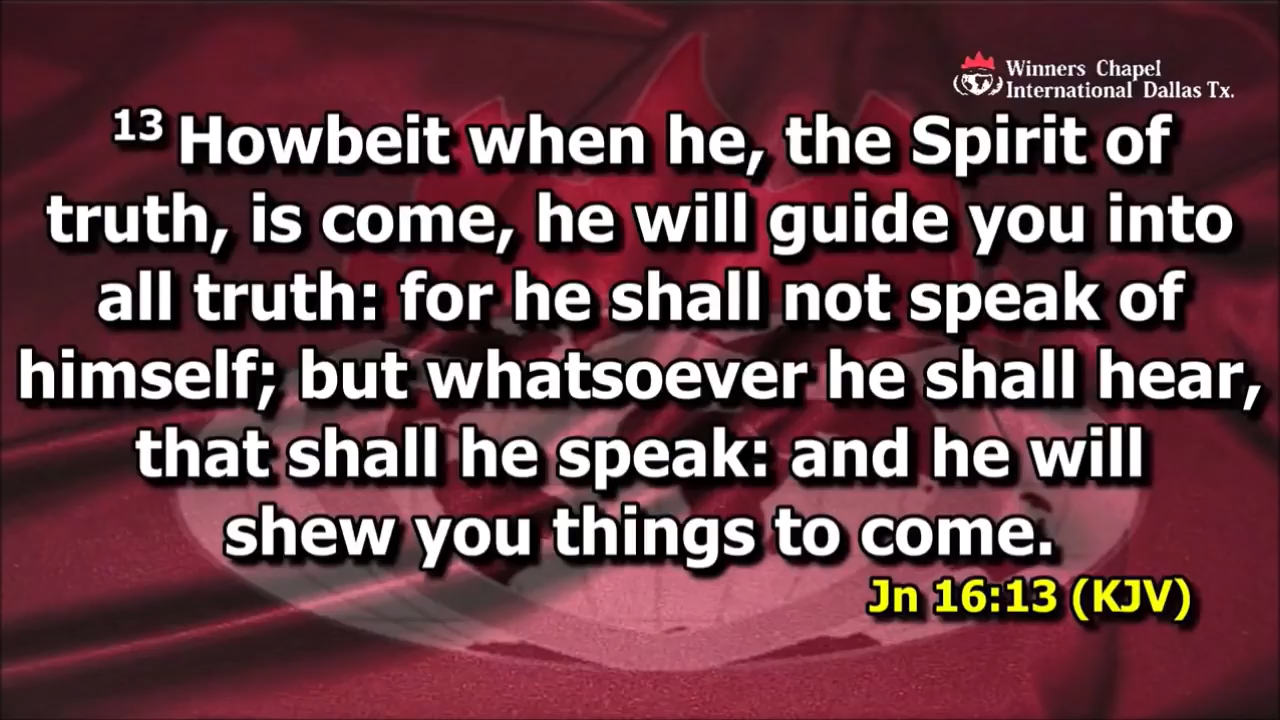 Winners Chapel
International Dallas Tx.
13 Howbeit when he, the Spirit of
truth, is come, he will guide you into
all truth: for he shall not speak of
himself; but whatsoever he shall hear,
that shall he speak: and he will
shew you things to come.
Jn 16:13 (KJV)